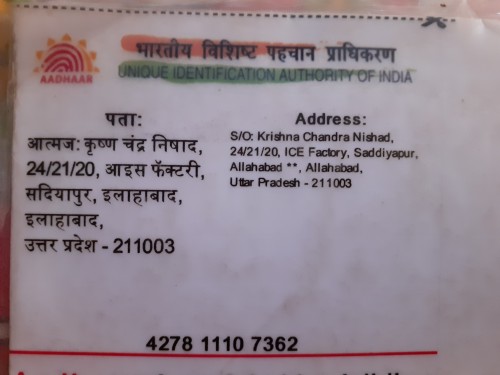 भारतीय विशिष्ट पहचान प्राधिकरण
UNIQUE IDENTIFICATION AUTHORITY OF INDIA
AADHAAR
पता:
आत्मज: कृष्ण चंद्र निषाद,
24/21/20, आइस फॅक्टरी,
सदियापुर, इलाहाबाद,
इलाहाबाद,
उत्तर प्रदेश - 211003
Address:
S/O: Krishna Chandra Nishad,
24/21/20, ICE Factory, Saddiyapur,
Allahabad **, Allahabad,
Uttar Pradesh - 211003
4278 1110 7362